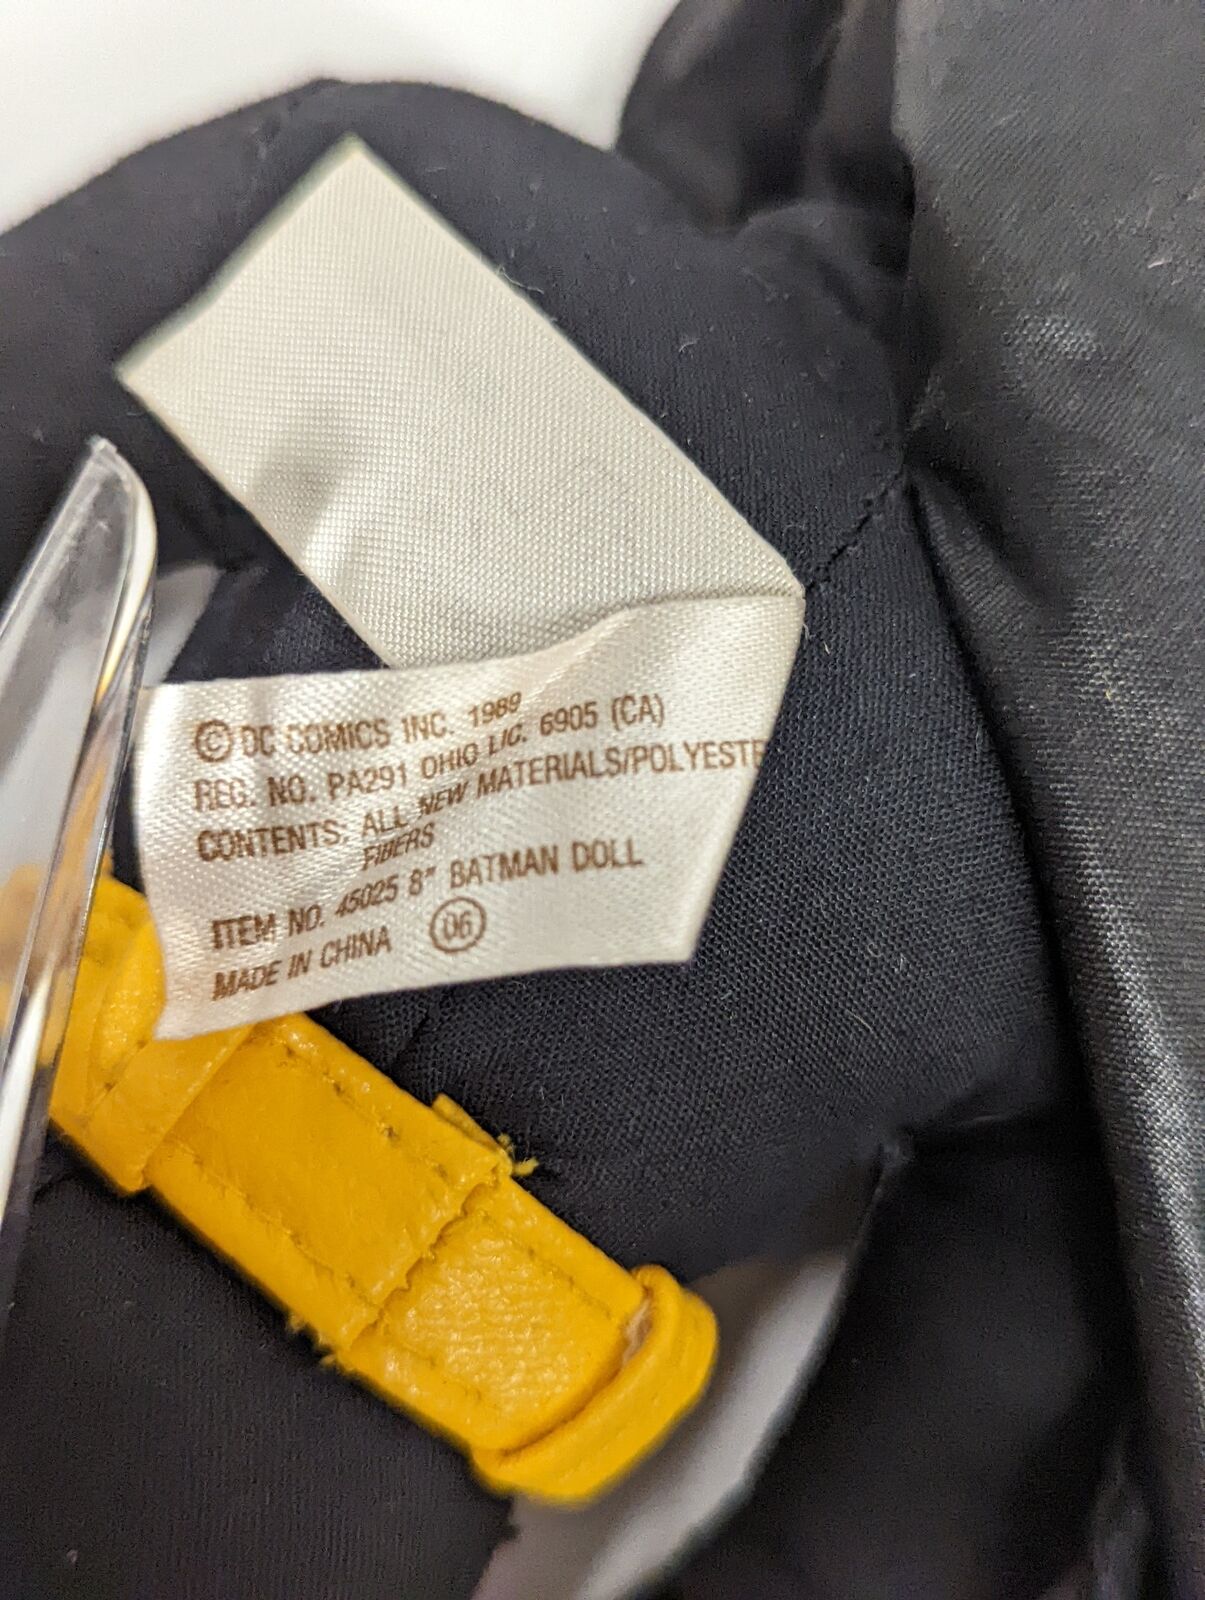 © DC COMICS INC. 1989
REG. NO. PA291 OHIO LIC. 6905 (CA)
CONTENTS: ALL NEW MATERIALS/POLYESTE
FIBERS
ITEM NO. 45025 8" BATMAN DOLL
MADE IN CHINA 06